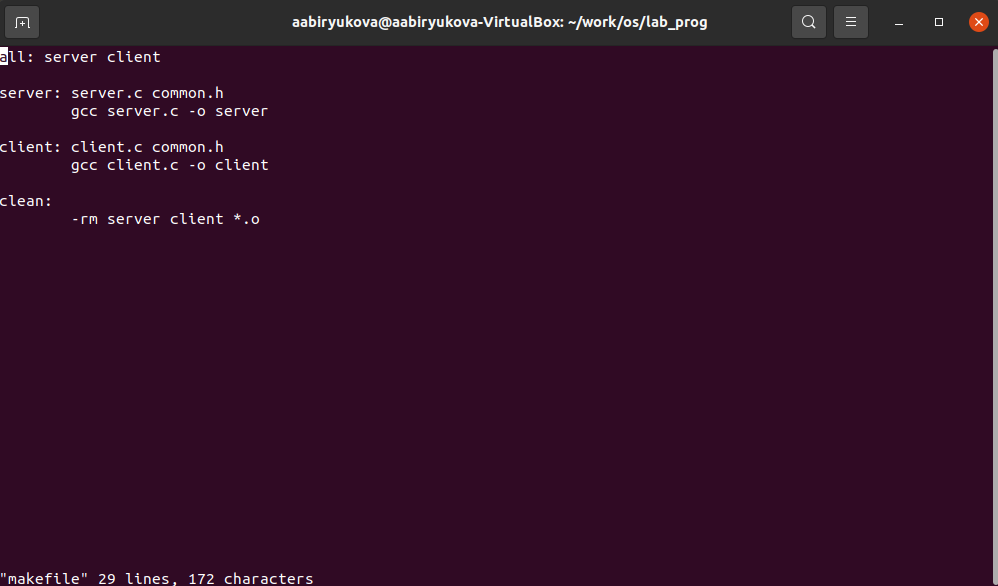 aabiryukova@aabiryukova-VirtualBox: ~/work/os/lab_prog
all: server client
server: server.c common.h
gcc server.c -o server
client: client.c common.h
gcc client.c -o client
clean:
-rm server client *.o
"makefile" 29 lines, 172 characters